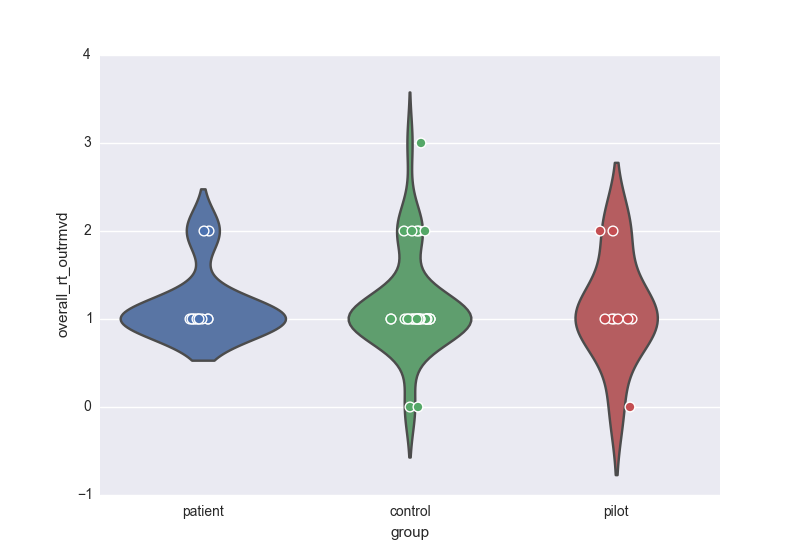 4
3
2
1
0
−1
overall_rt_outrmvd
patient control pilot
group